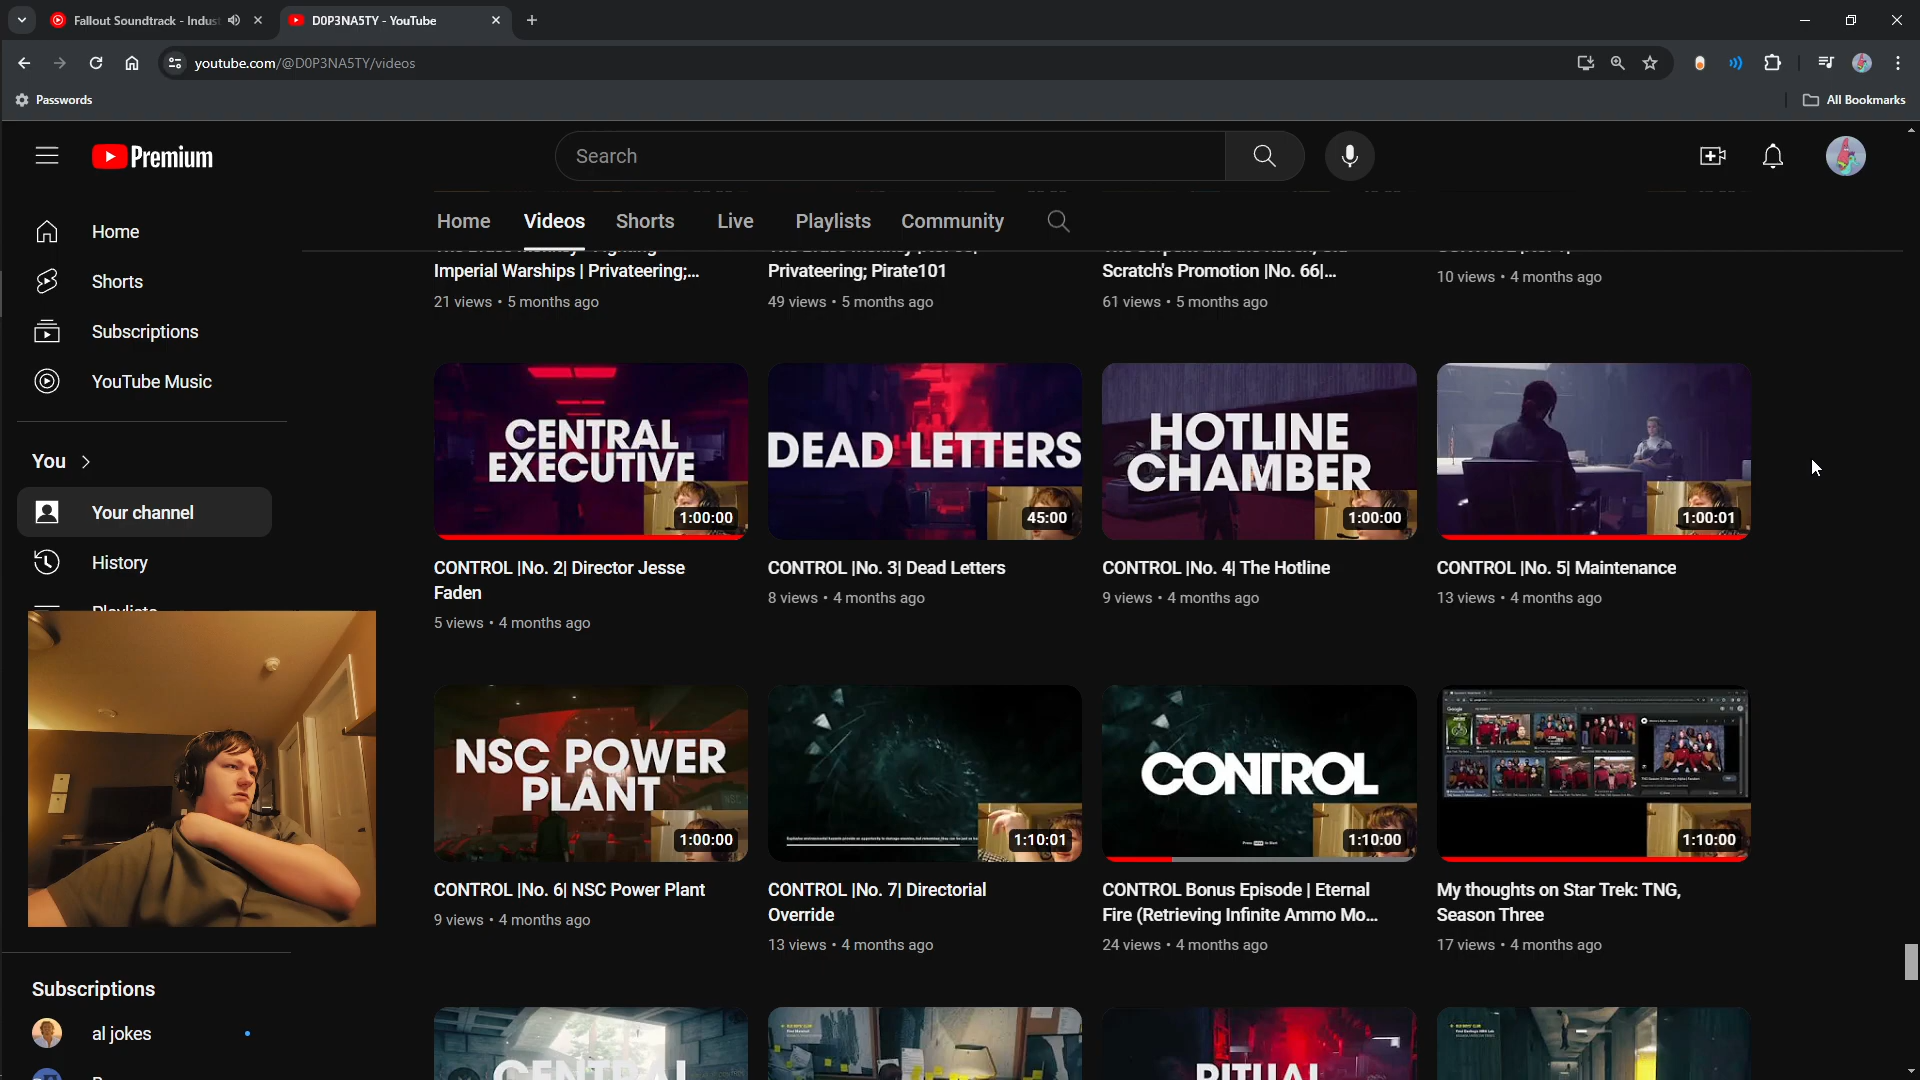 Fallout Soundtrack - Indus
D0P3NA5TY - YouTube
youtube.com/@D0P3NA5TY/videos
Passwords
All Bookmarks
Premium
Search
Home
Videos
Shorts
Live
Playlists
Community
Home
Shorts
Subscriptions
YouTube Music
You
Your channel
History
Playlists
Subscriptions
al jokes
Imperial Warships | Privateering;...
21 views • 5 months ago
Privateering; Pirate101
49 views • 5 months ago
Scratch's Promotion |No. 66|...
61 views • 5 months ago
10 views • 4 months ago
CENTRAL
EXECUTIVE
1:00:00
CONTROL |No. 2| Director Jesse
Faden
5 views • 4 months ago
DEAD LETTERS
45:00
CONTROL |No. 3| Dead Letters
8 views • 4 months ago
HOTLINE
CHAMBER
1:00:00
CONTROL |No. 4| The Hotline
9 views • 4 months ago
1:00:01
CONTROL |No. 5| Maintenance
13 views • 4 months ago
NSC POWER
PLANT
1:00:00
CONTROL |No. 6| NSC Power Plant
9 views • 4 months ago
1:10:01
CONTROL |No. 7| Directorial
Override
13 views • 4 months ago
CONTROL
1:10:00
CONTROL Bonus Episode | Eternal
Fire (Retrieving Infinite Ammo Mo...
24 views • 4 months ago
Google
1:10:00
My thoughts on Star Trek: TNG,
Season Three
17 views • 4 months ago
CENTRAL
RITUAL